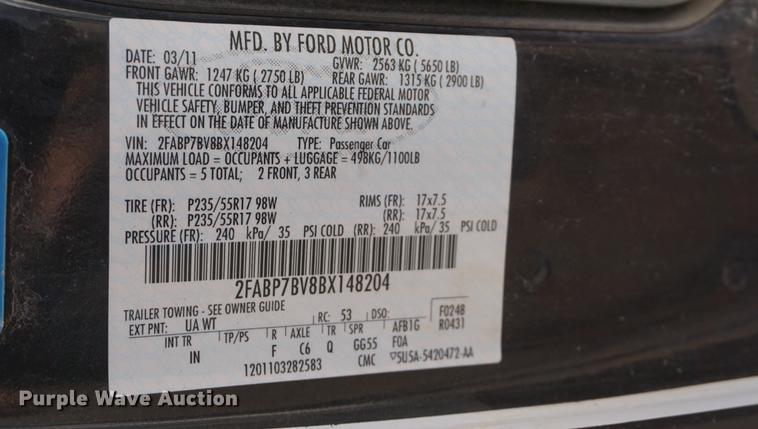 MFD. BY FORD MOTOR CO.
DATE: 03/11 GVWR: 2563 KG ( 5650 LB)
FRONT GAWR: 1247 KG ( 2750 LB) REAR GAWR: 1315 KG ( 2900 LB)
THIS VEHICLE CONFORMS TO ALL APPLICABLE FEDERAL MOTOR
VEHICLE SAFETY, BUMPER, AND THEFT PREVENTION STANDARDS
IN EFFECT ON THE DATE OF MANUFACTURE SHOWN ABOVE.
VIN: 2FABP7BV8BX148204 TYPE: Passenger Car
MAXIMUM LOAD = OCCUPANTS + LUGGAGE = 498KG/1100LB
OCCUPANTS = 5 TOTAL; 2 FRONT, 3 REAR
TIRE (FR): P235/55R17 98W RIMS (FR): 17x7.5
(RR): P235/55R17 98W (RR): 17x7.5
PRESSURE (FR): 240 kPa/ 35 PSI COLD (RR): 240 kPa/ 35 PSI COLD
2FABP7BV8BX148204
TRAILER TOWING - SEE OWNER GUIDE
EXT PNT: UA WT RC: 53 DSO: F0248
INT TR TP/PS R AXLE TR SPR AFB1G R0431
IN F C6 Q GG55 FOA
1201103282583 CMC 5U5A-5420472-AA
Purple Wave Auction